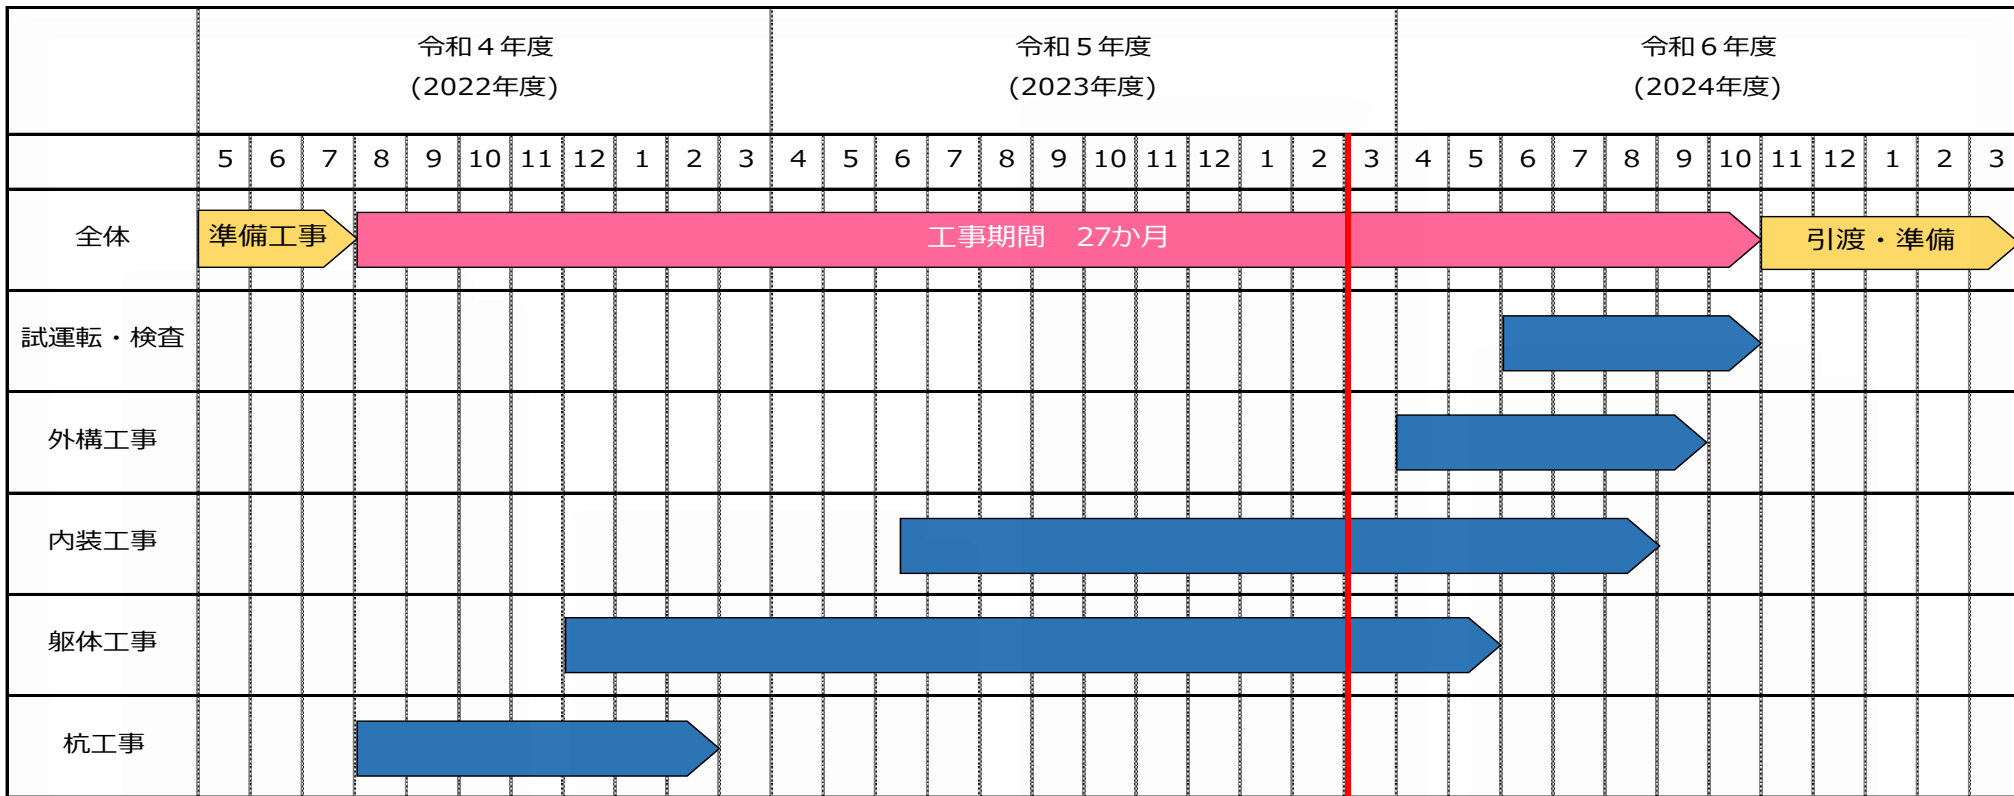 令和４年度
(2022年度)
令和５年度
(2023年度)
令和６年度
(2024年度)
5 6 7 8 9 10 11 12 1 2 3 4 5 6 7 8 9 10 11 12 1 2 3 4 5 6 7 8 9 10 11 12 1 2 3
全体 準備工事 工事期間　27か月 引渡・準備
試運転・検査
外構工事
内装工事
躯体工事
杭工事